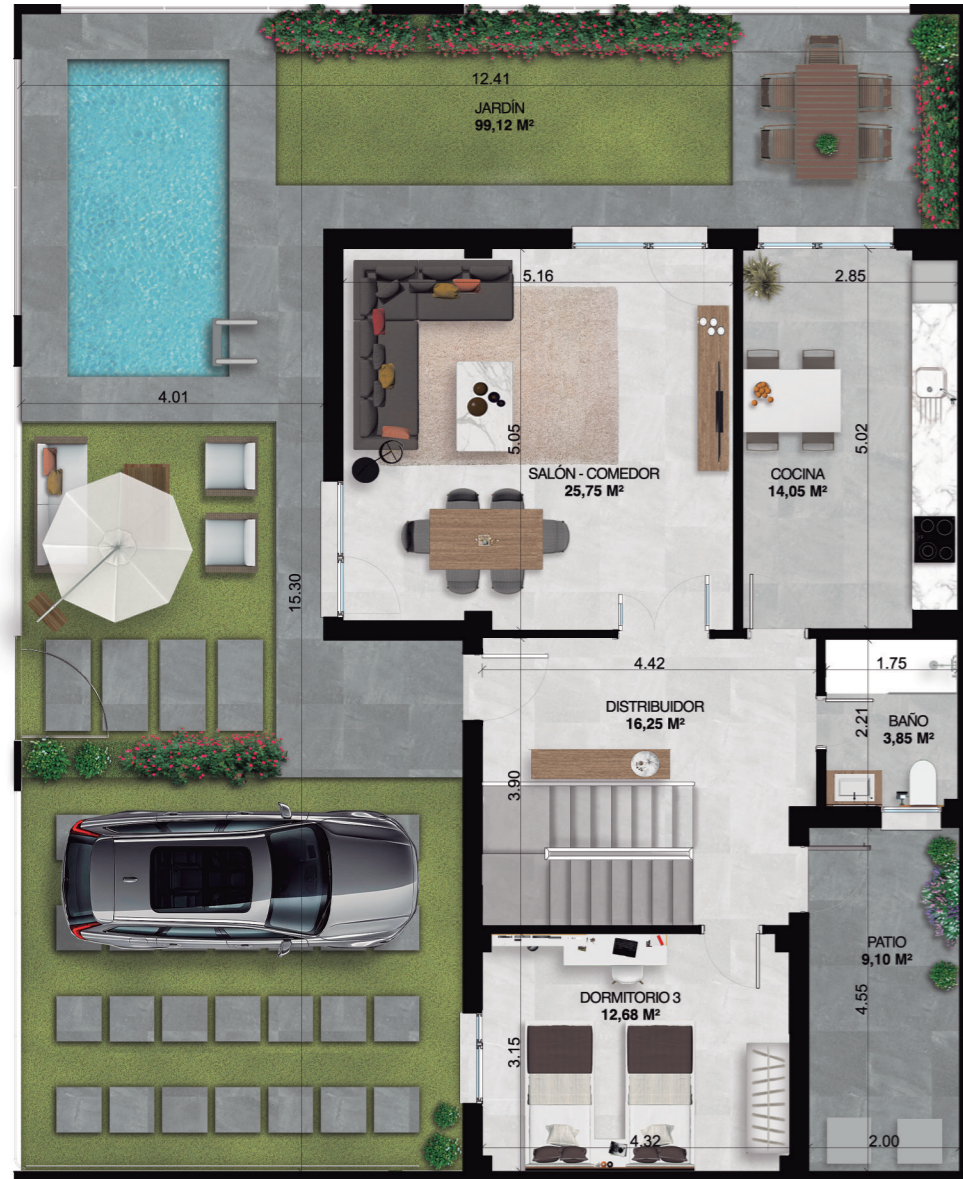 12.41
JARDÍN
99,12 M²
5.16
2.85
4.01
5.05
5.02
SALÓN - COMEDOR
25,75 M²
COCINA
14,05 M²
15.30
4.42
1.75
DISTRIBUIDOR
16,25 M²
2.21
BAÑO
3,85 M²
3.90
PATIO
9,10 M²
4.55
DORMITORIO 3
12,68 M²
3.15
4.32
2.00